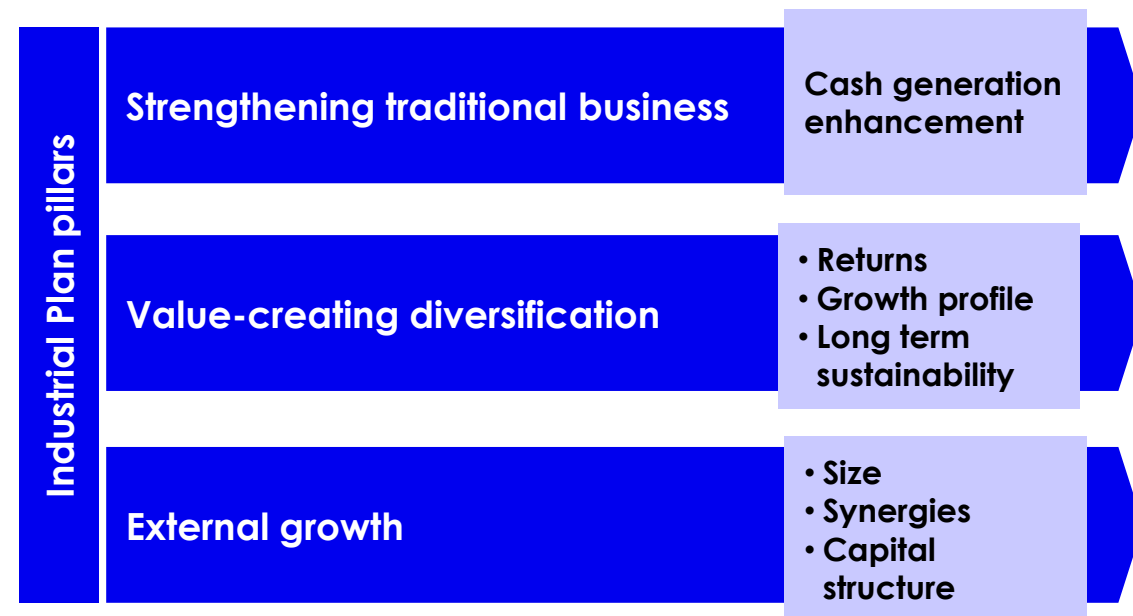 Industrial Plan pillars
Strengthening traditional business
Cash generation
enhancement
Value-creating diversification
• Returns
• Growth profile
• Long term
sustainability
External growth
• Size
• Synergies
• Capital
structure